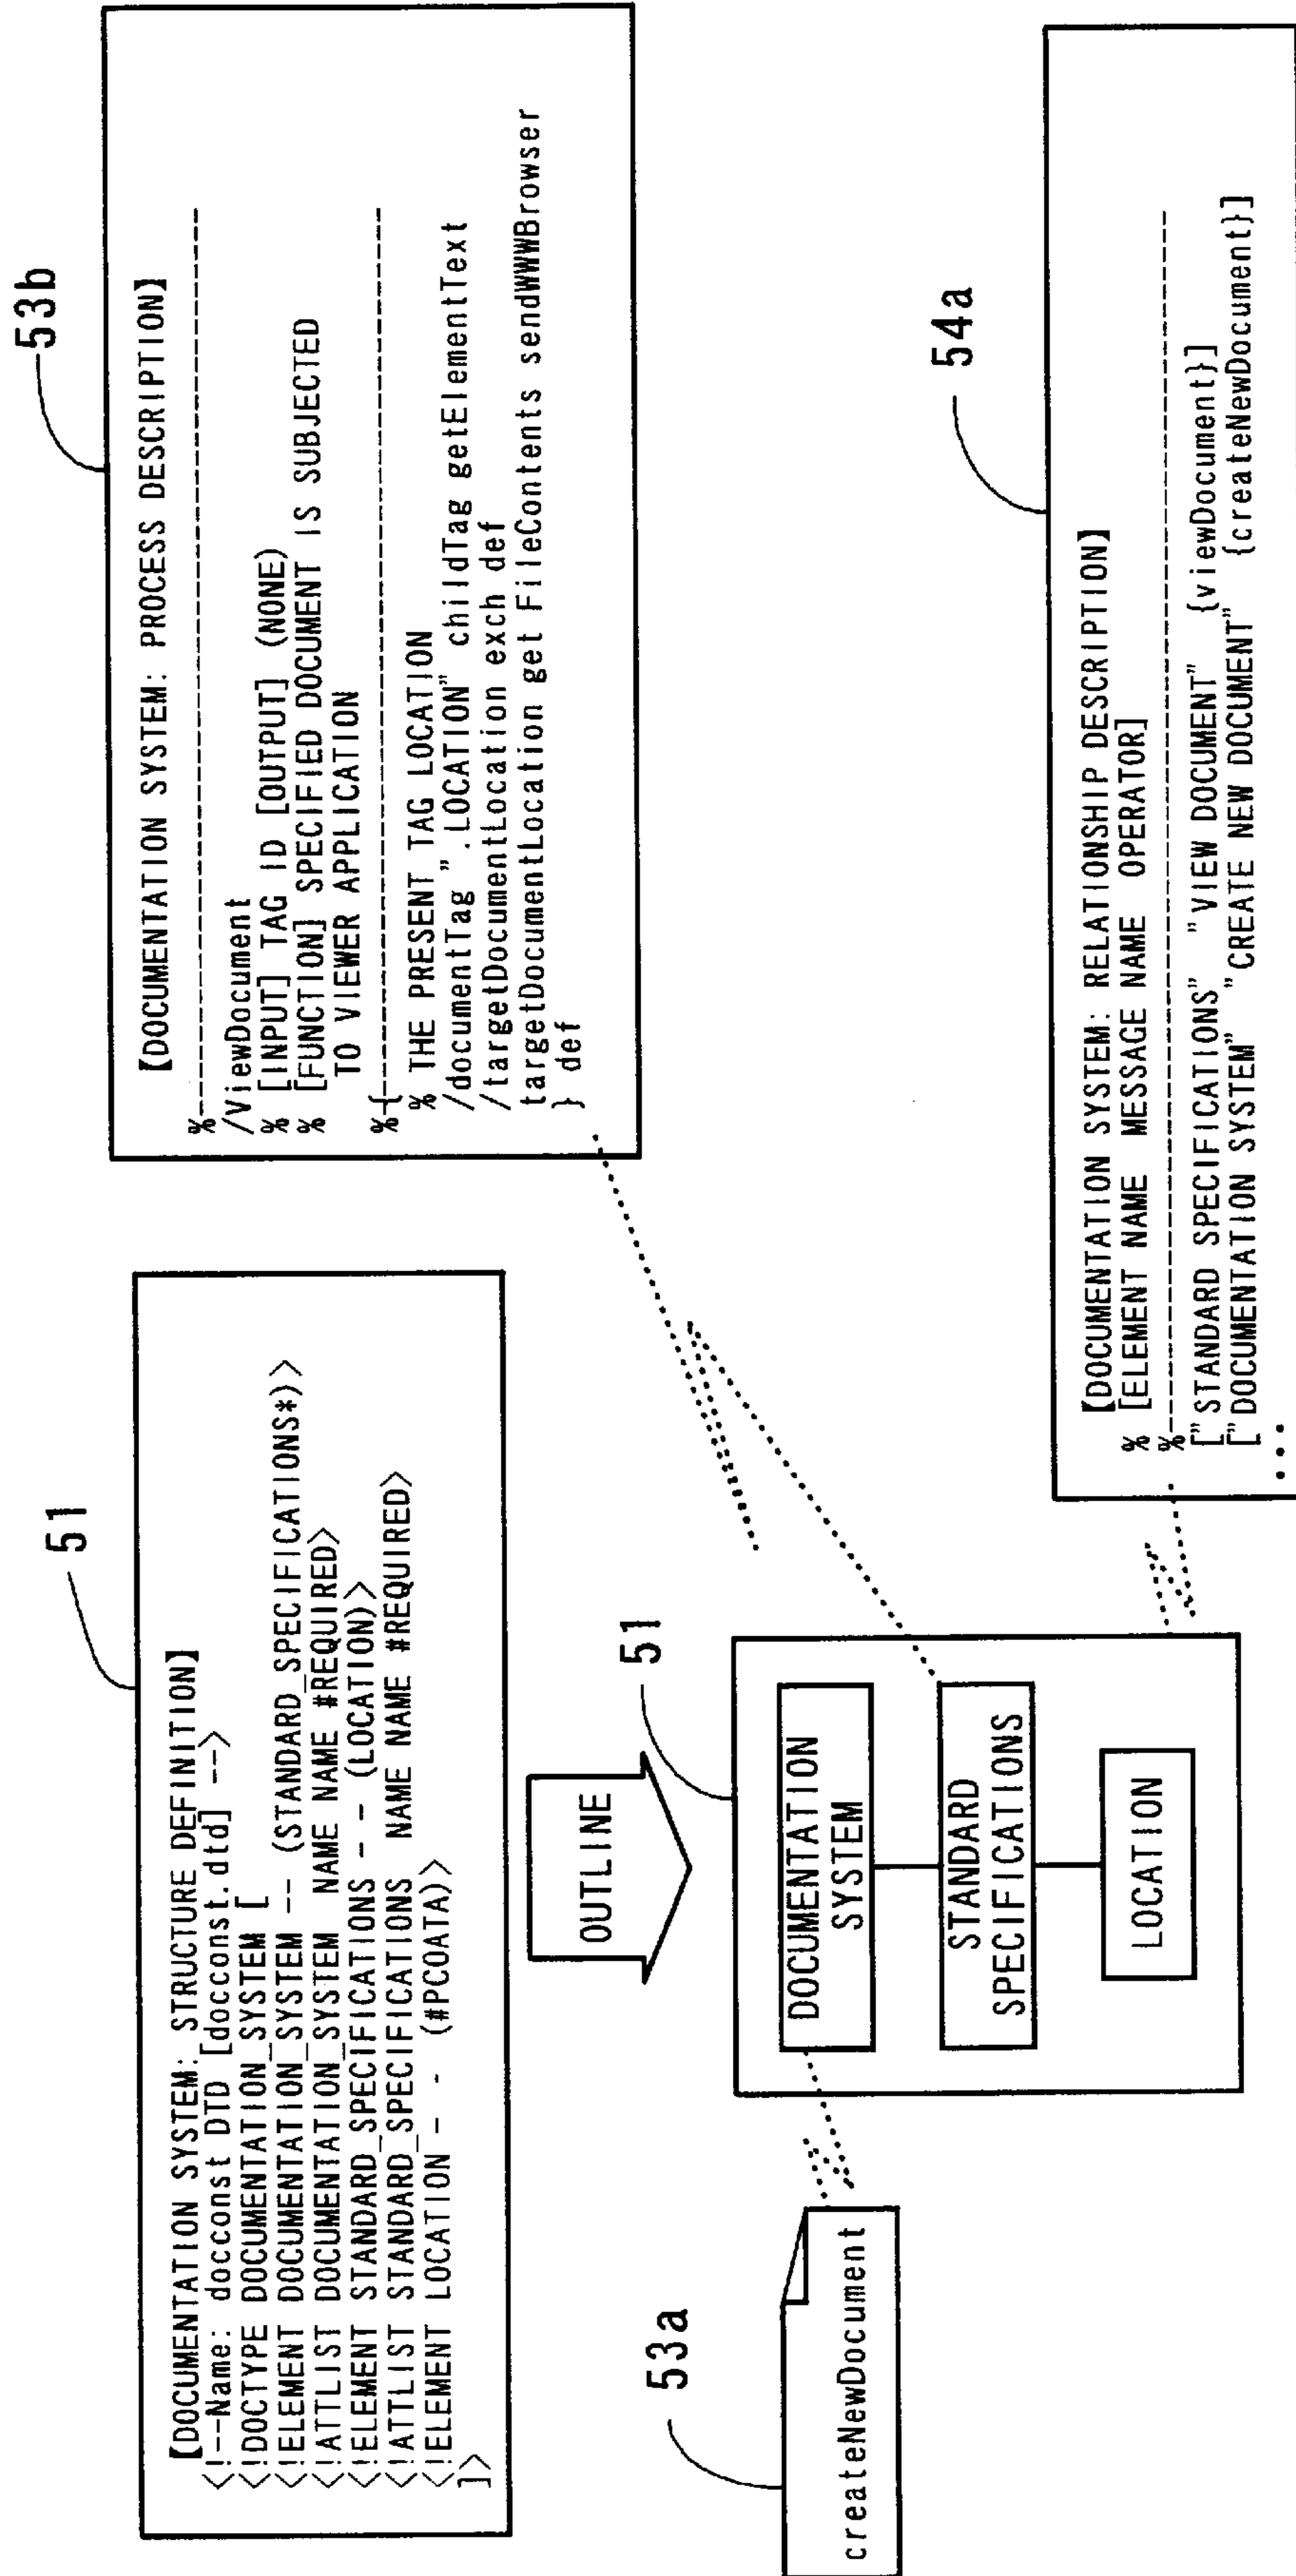 51
【DOCUMENTATION SYSTEM: STRUCTURE DEFINITION】
<!--Name: docconst DTD [docconst.dtd] -->
<!DOCTYPE DOCUMENTATION_SYSTEM [
<!ELEMENT DOCUMENTATION_SYSTEM -- (STANDARD_SPECIFICATIONS*)>
<!ATTLIST DOCUMENTATION_SYSTEM NAME NAME #REQUIRED>
<!ELEMENT STANDARD_SPECIFICATIONS - - (LOCATION)>
<!ATTLIST STANDARD_SPECIFICATIONS NAME NAME #REQUIRED>
<!ELEMENT LOCATION - - (#PCOATA)>
]>
53b
【DOCUMENTATION SYSTEM: PROCESS DESCRIPTION】
%------------------------------------------------
/ViewDocument
% [INPUT] TAG ID [OUTPUT] (NONE)
% [FUNCTION] SPECIFIED DOCUMENT IS SUBJECTED
TO VIEWER APPLICATION
%------------------------------------------------
{
% THE PRESENT TAG LOCATION
/documentTag ".LOCATION" childTag getElementText
/targetDocumentLocation exch def
targetDocumentLocation get FileContents sendWWWBrowser
} def
OUTLINE
51
DOCUMENTATION
SYSTEM
STANDARD
SPECIFICATIONS
LOCATION
53a
createNewDocument
54a
【DOCUMENTATION SYSTEM: RELATIONSHIP DESCRIPTION】
% [ELEMENT NAME MESSAGE NAME OPERATOR]
%------------------------------------------------
["STANDARD SPECIFICATIONS" "VIEW DOCUMENT" {viewDocument}]
["DOCUMENTATION SYSTEM" "CREATE NEW DOCUMENT" {createNewDocument}]
...